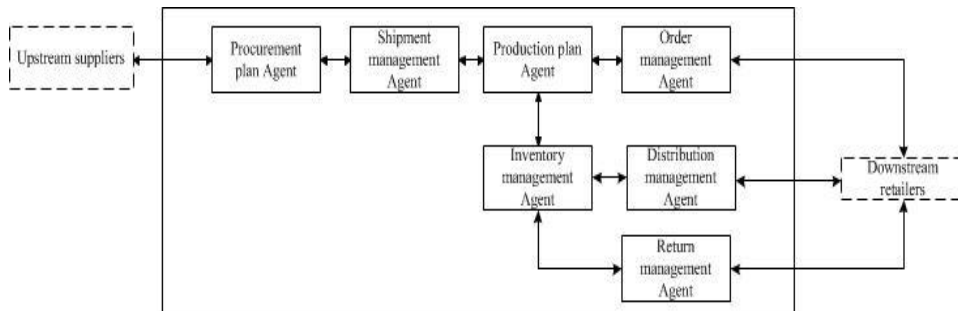 Upstream suppliers
Procurement
plan Agent
Shipment
management
Agent
Production plan
Agent
Order
management
Agent
Inventory
management
Agent
Distribution
management
Agent
Downstream
retailers
Return
management
Agent